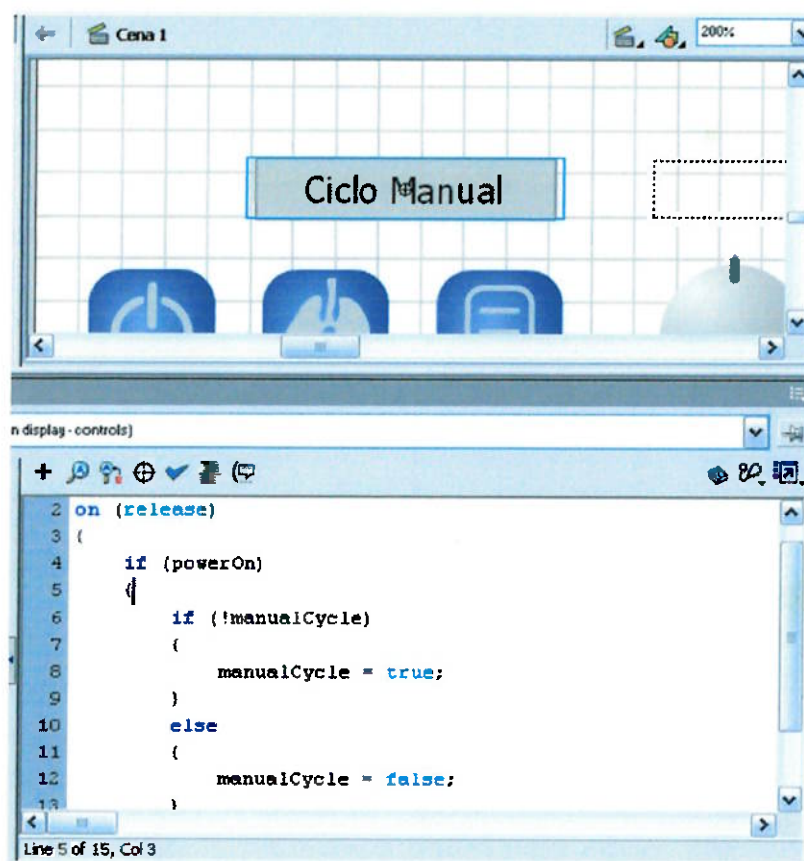 Cena 1
200%
Ciclo Manual
n display - controls)
2 on (release)
3 {
4 if (powerOn)
5 {
6 if (!manualCycle)
7 {
8 manualCycle = true;
9 }
10 else
11 {
12 manualCycle = false;
13 }
Line 5 of 15, Col 3